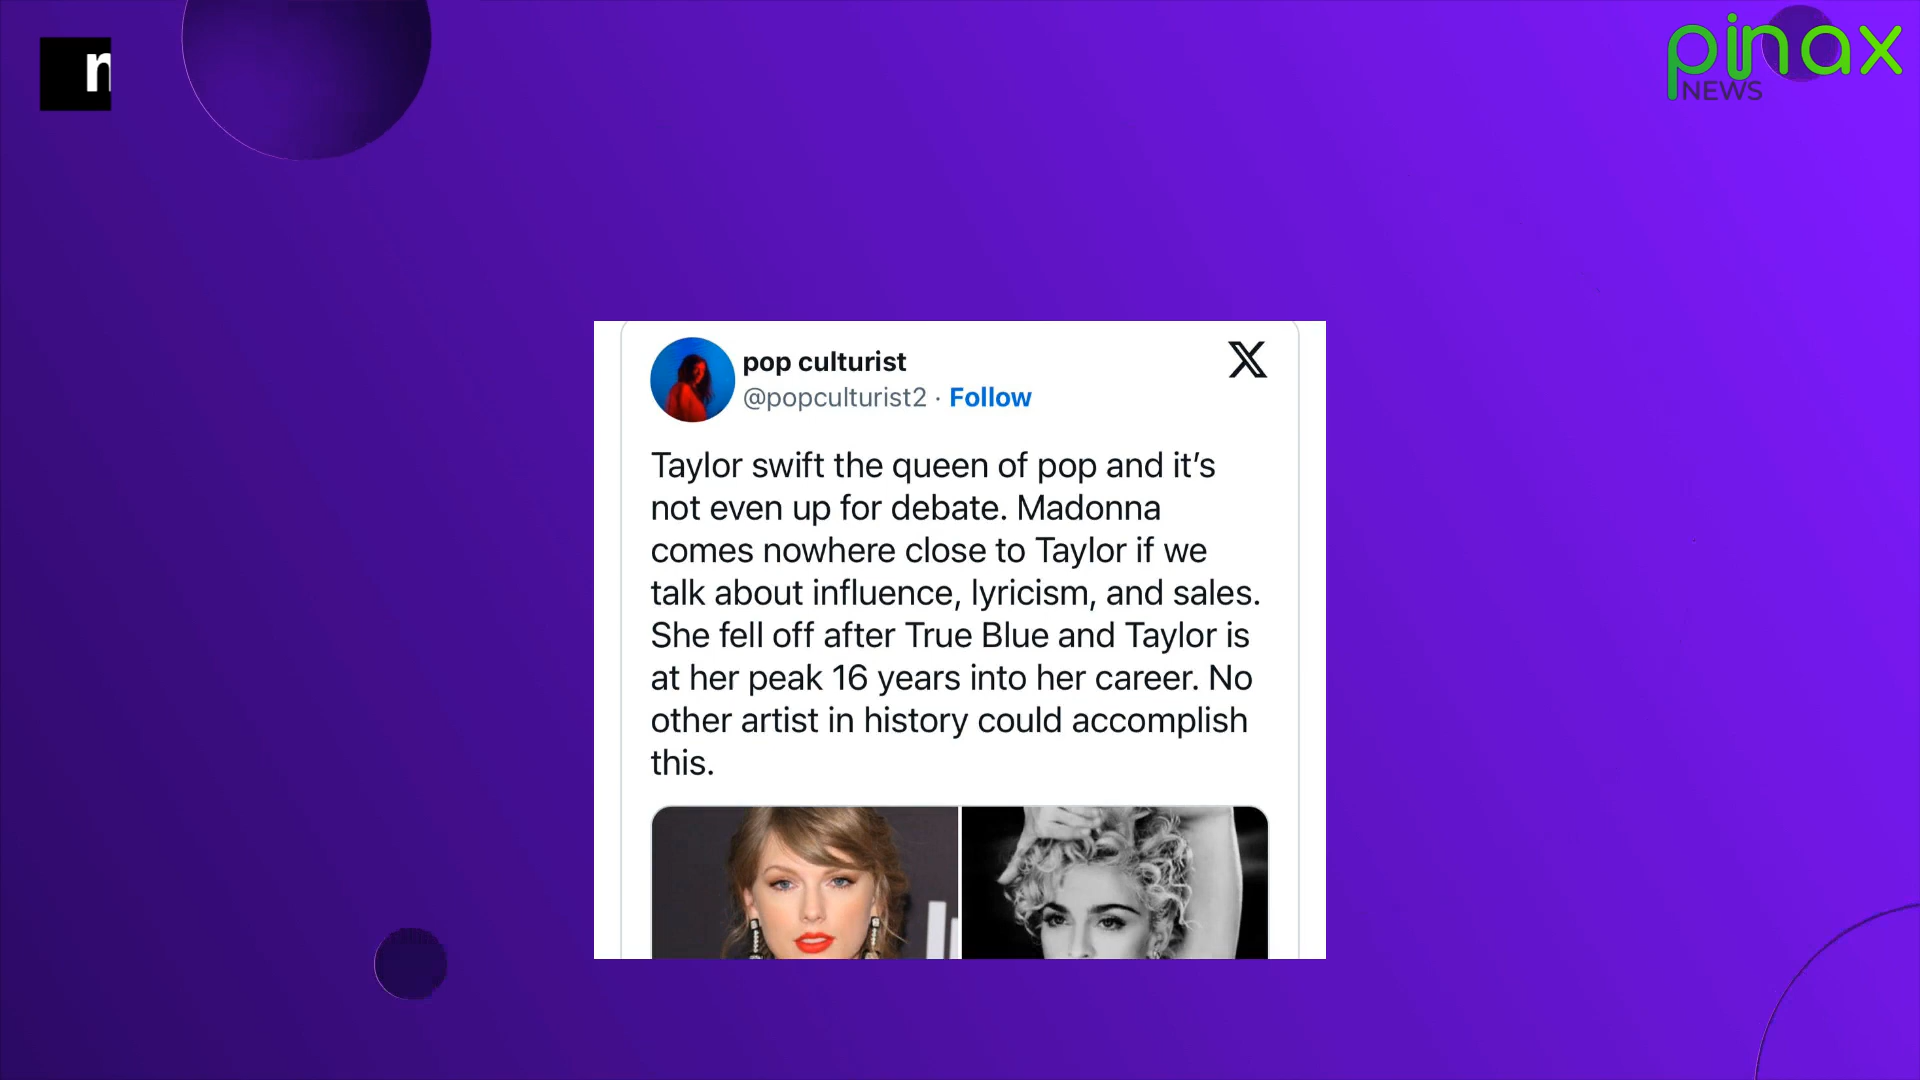 n
pinax
NEWS
pop culturist
@popculturist2 · Follow
Taylor swift the queen of pop and it’s
not even up for debate. Madonna
comes nowhere close to Taylor if we
talk about influence, lyricism, and sales.
She fell off after True Blue and Taylor is
at her peak 16 years into her career. No
other artist in history could accomplish
this.